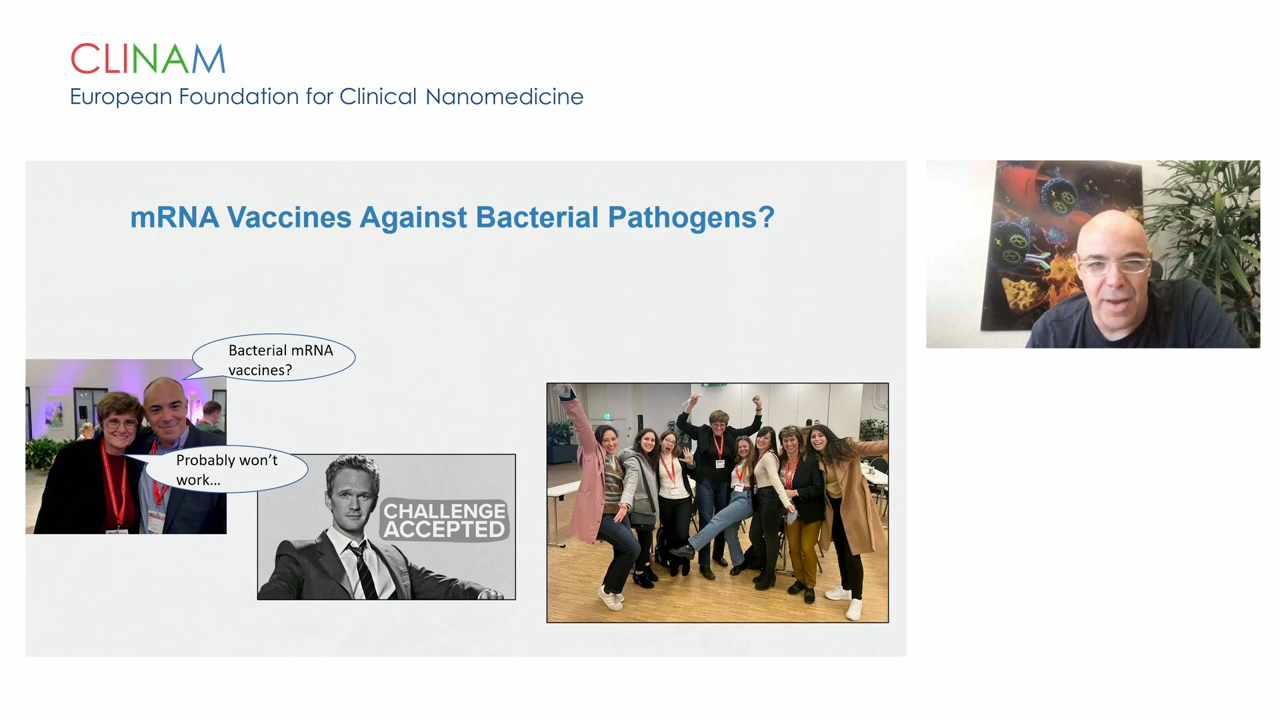 CLINAM
European Foundation for Clinical Nanomedicine
mRNA Vaccines Against Bacterial Pathogens?
Bacterial mRNA
vaccines?
Probably won't
work...
CHALLENGE
ACCEPTED